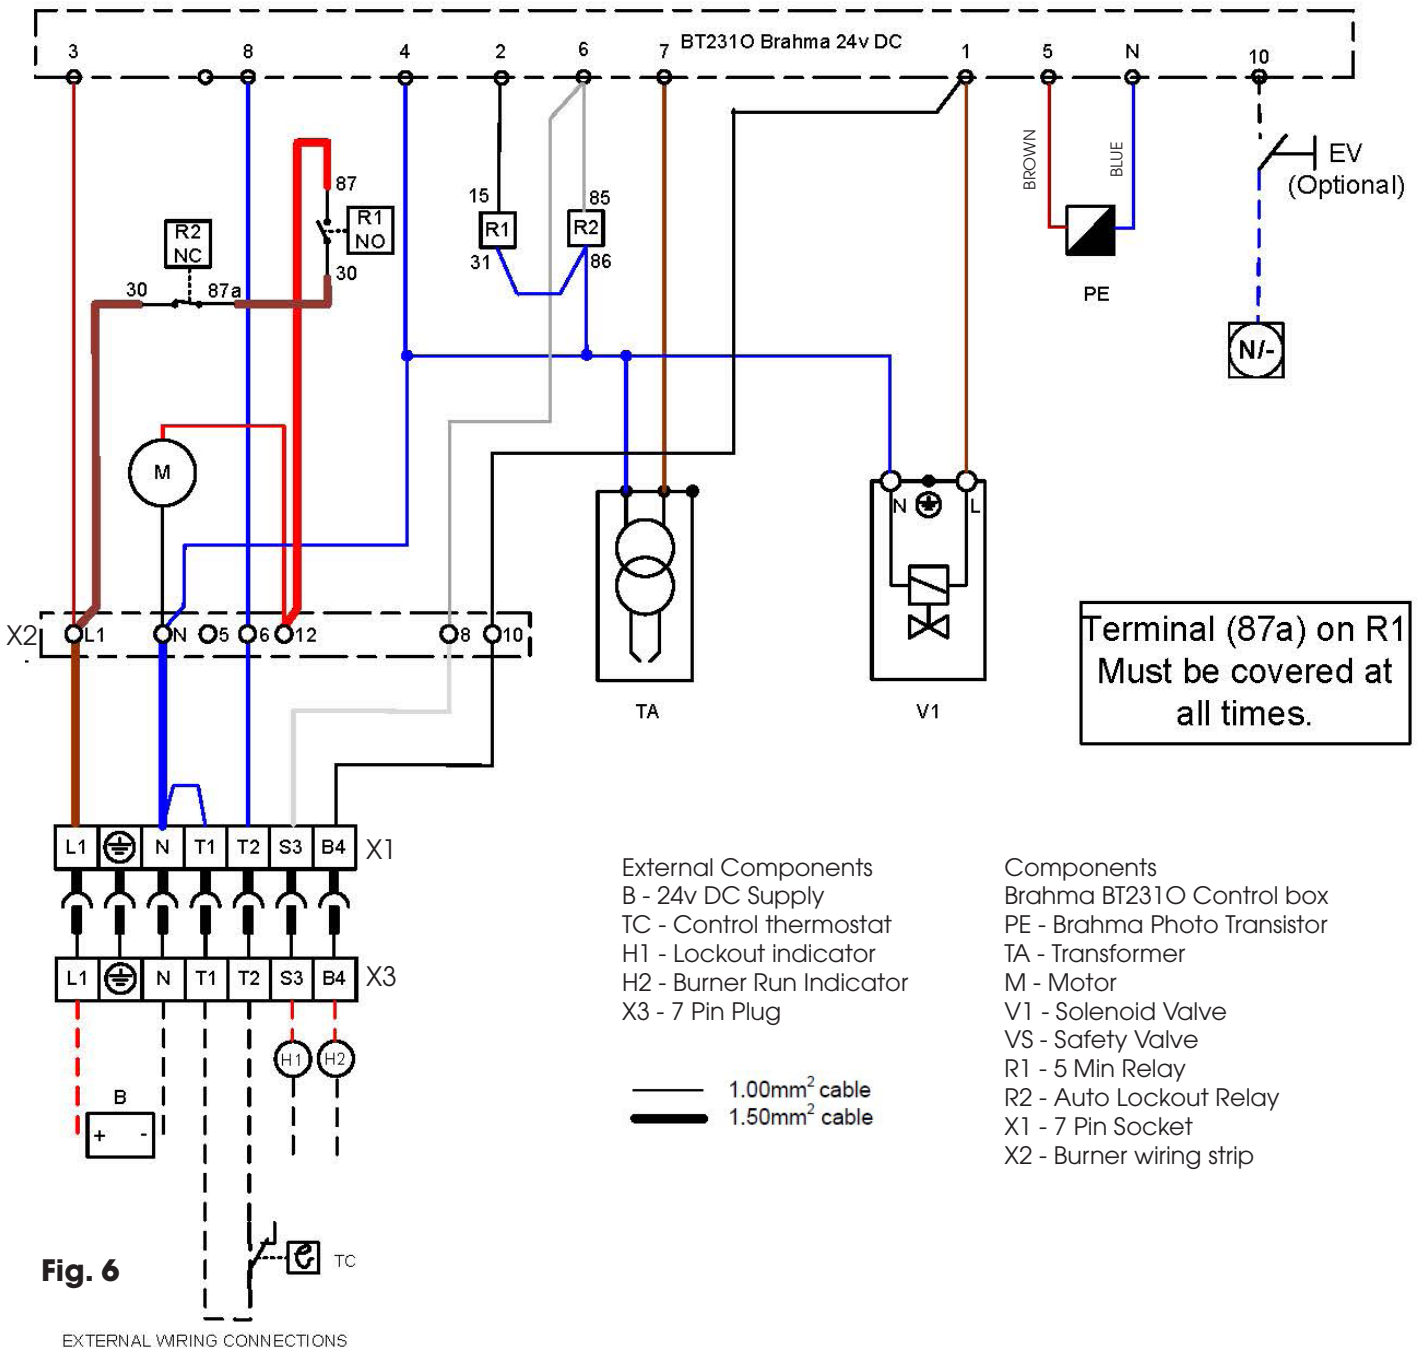 BT231O Brahma 24v DC
3 8 4 2 6 7 1 5 N 10
BROWN
BLUE
EV
(Optional)
87
R1
NO
30
R2
NC
30 87a
15 85
R1 R2
31 86
PE
N/-
M
N L
X2 L1 N 5 6 12 8 10
TA
V1
Terminal (87a) on R1
Must be covered at
all times.
L1 N T1 T2 S3 B4 X1
L1 N T1 T2 S3 B4 X3
H1 H2
B
+ -
TC
External Components
B - 24v DC Supply
TC - Control thermostat
H1 - Lockout indicator
H2 - Burner Run Indicator
X3 - 7 Pin Plug
1.00mm² cable
1.50mm² cable
Components
Brahma BT231O Control box
PE - Brahma Photo Transistor
TA - Transformer
M - Motor
V1 - Solenoid Valve
VS - Safety Valve
R1 - 5 Min Relay
R2 - Auto Lockout Relay
X1 - 7 Pin Socket
X2 - Burner wiring strip
Fig. 6
EXTERNAL WIRING CONNECTIONS